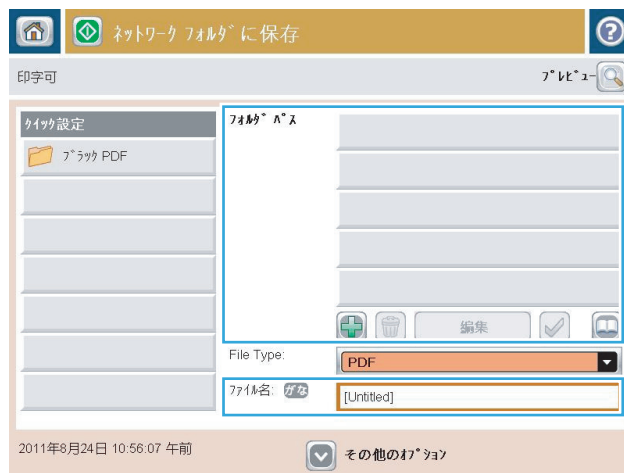 ﾈｯﾄﾜｰｸ ﾌｫﾙﾀﾞに保存
印字可
ﾌﾟﾚﾋﾞｭｰ
ｸｲｯｸ設定
ﾌﾞﾗｯｸ PDF
ﾌｫﾙﾀﾞ ﾊﾟｽ
編集
File Type:
PDF
ﾌｧｲﾙ名: がな
[Untitled]
2011年8月24日 10:56:07 午前
その他のｵﾌﾟｼｮﾝ